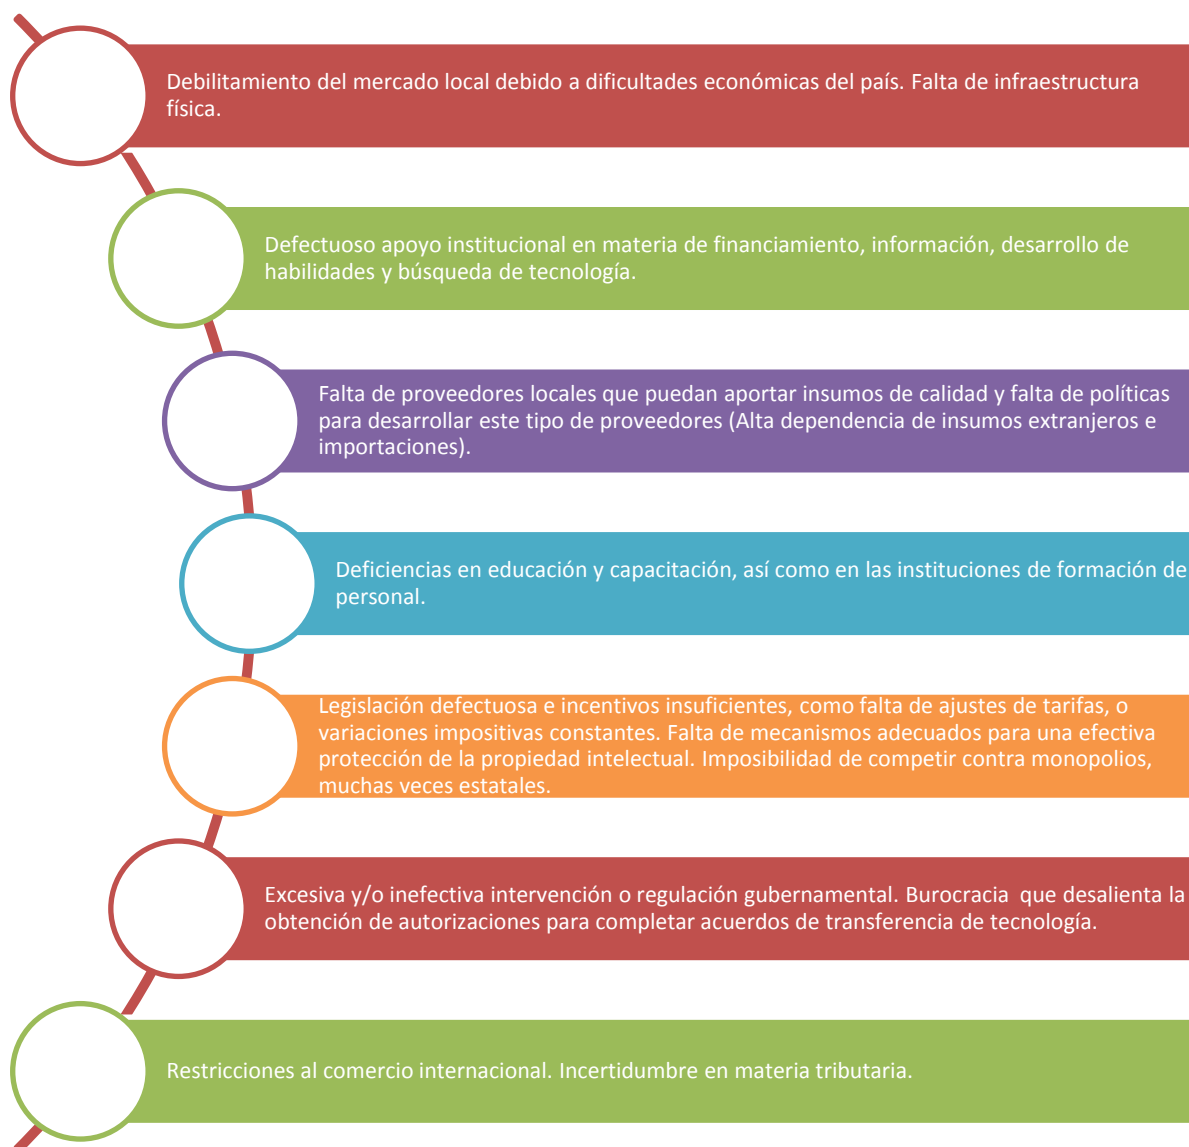 Debilitamiento del mercado local debido a dificultades económicas del país. Falta de infraestructura
física.
Defectuoso apoyo institucional en materia de financiamiento, información, desarrollo de
habilidades y búsqueda de tecnología.
Falta de proveedores locales que puedan aportar insumos de calidad y falta de políticas
para desarrollar este tipo de proveedores (Alta dependencia de insumos extranjeros e
importaciones).
Deficiencias en educación y capacitación, así como en las instituciones de formación de
personal.
Legislación defectuosa e incentivos insuficientes, como falta de ajustes de tarifas, o
variaciones impositivas constantes. Falta de mecanismos adecuados para una efectiva
protección de la propiedad intelectual. Imposibilidad de competir contra monopolios,
muchas veces estatales.
Excesiva y/o inefectiva intervención o regulación gubernamental. Burocracia  que desalienta la
obtención de autorizaciones para completar acuerdos de transferencia de tecnología.
Restricciones al comercio internacional. Incertidumbre en materia tributaria.